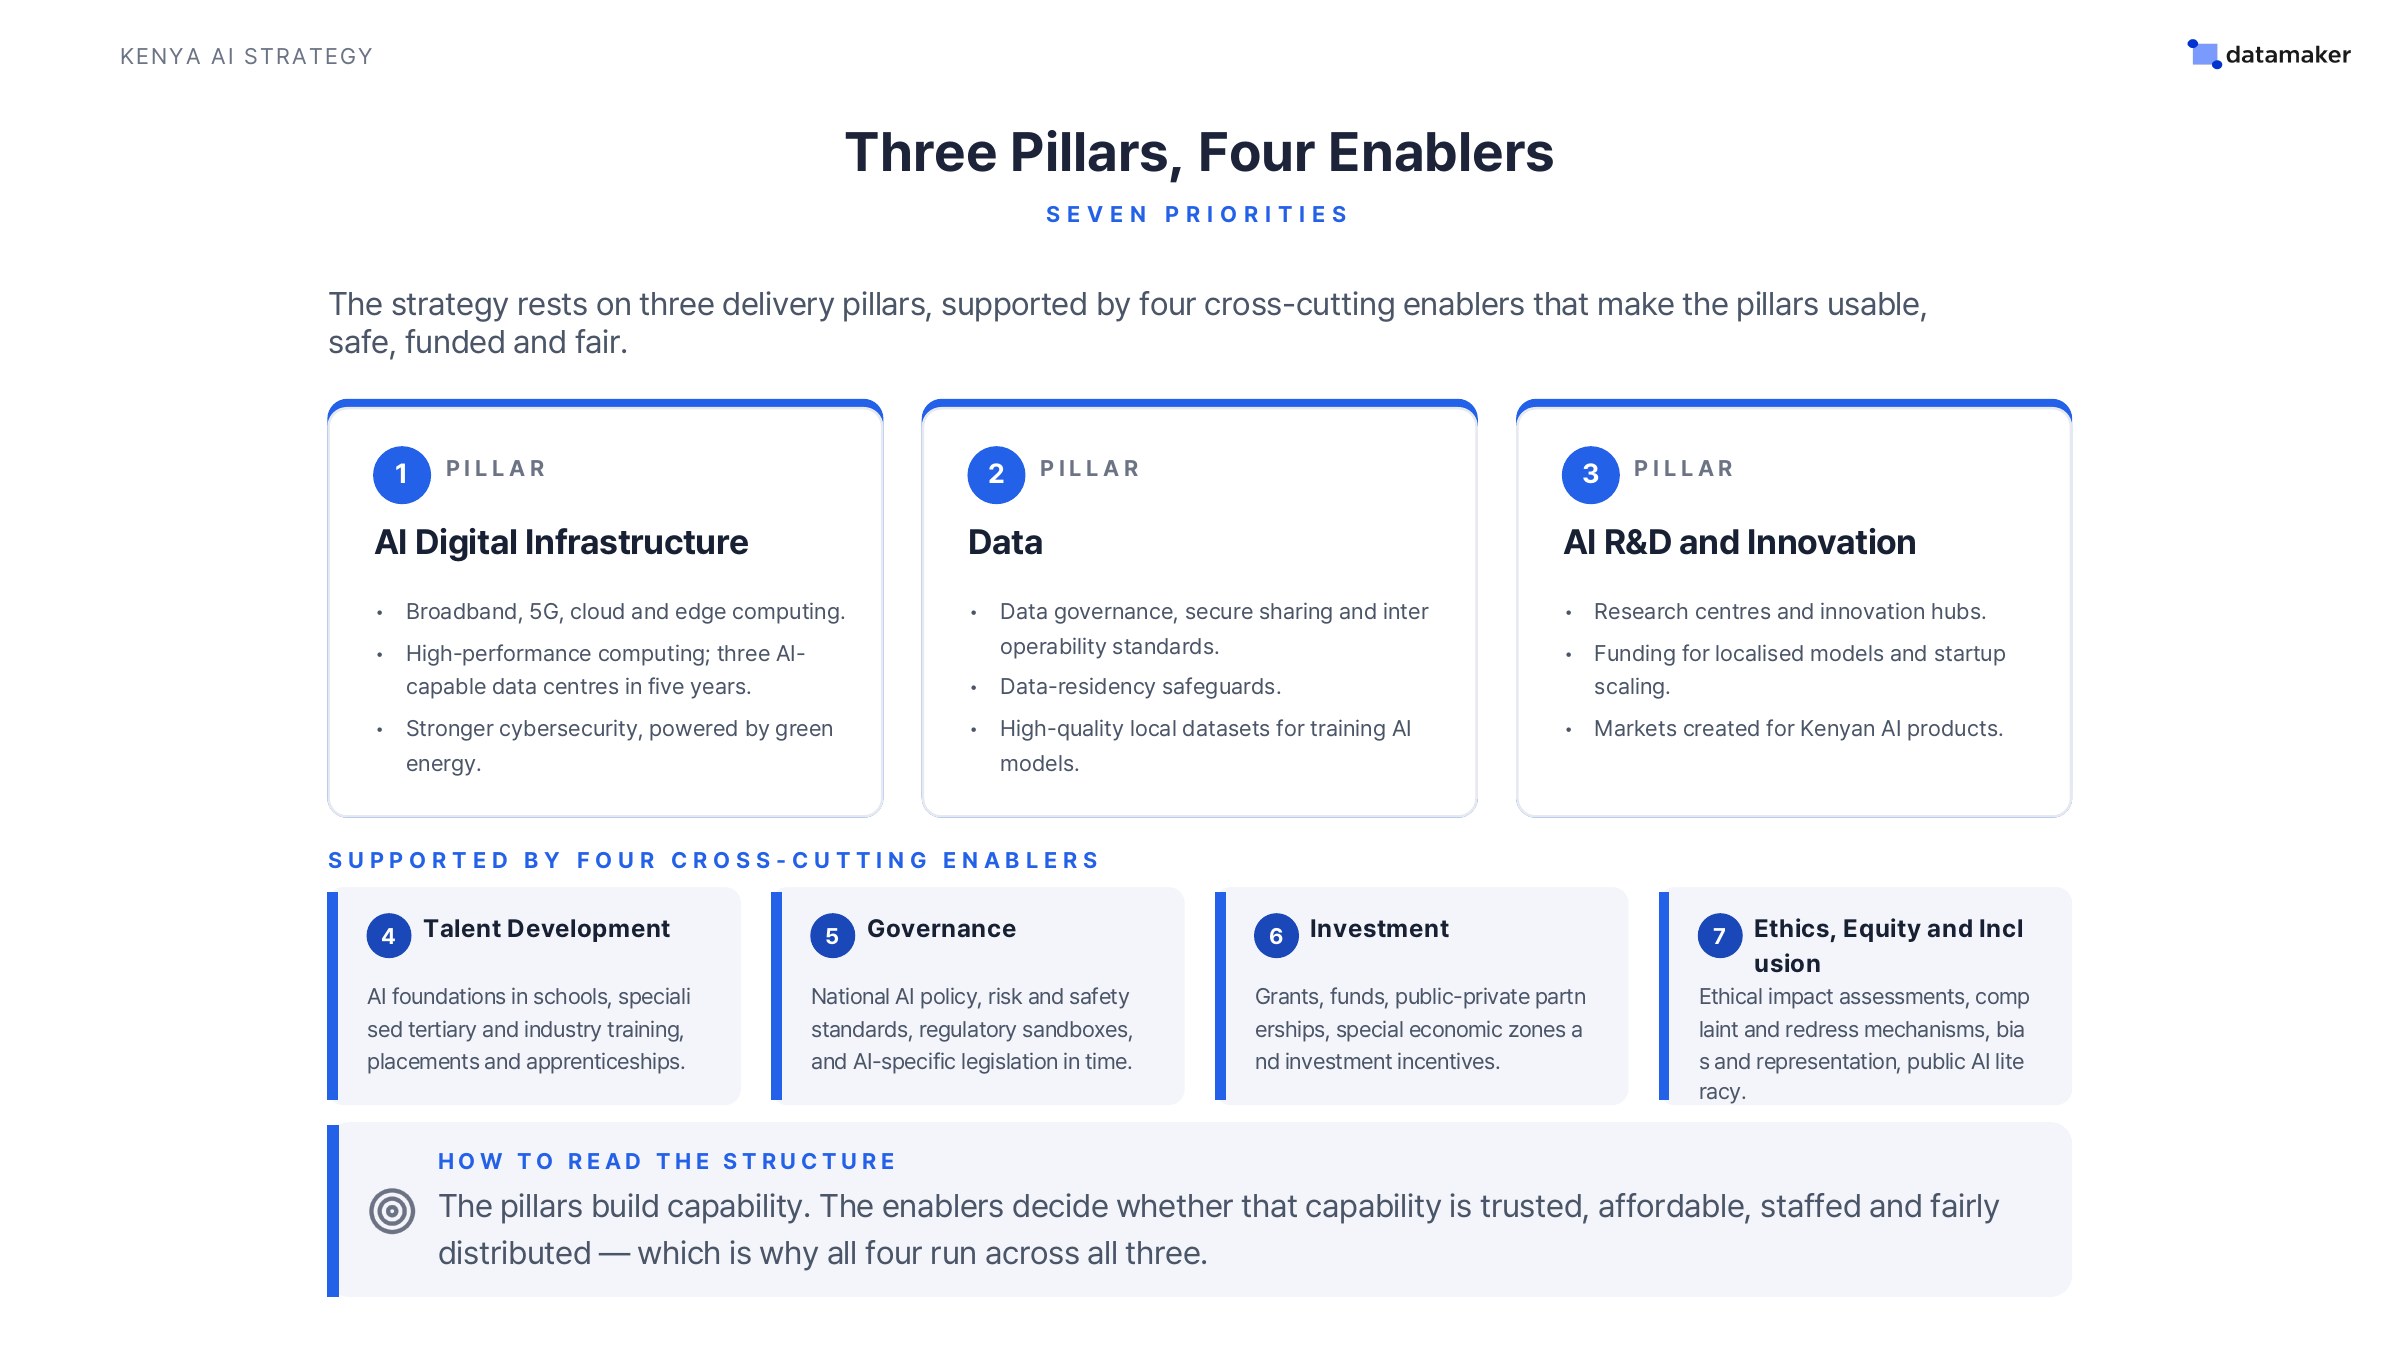 KENYA AI STRATEGY
datamaker
Three Pillars, Four Enablers
SEVEN PRIORITIES
The strategy rests on three delivery pillars, supported by four cross-cutting enablers that make the pillars usable,
safe, funded and fair.
1 PILLAR
AI Digital Infrastructure
• Broadband, 5G, cloud and edge computing.
• High-performance computing; three AI-
capable data centres in five years.
• Stronger cybersecurity, powered by green
energy.
2 PILLAR
Data
• Data governance, secure sharing and inter
operability standards.
• Data-residency safeguards.
• High-quality local datasets for training AI
models.
3 PILLAR
AI R&D and Innovation
• Research centres and innovation hubs.
• Funding for localised models and startup
scaling.
• Markets created for Kenyan AI products.
SUPPORTED BY FOUR CROSS-CUTTING ENABLERS
4 Talent Development
AI foundations in schools, speciali
sed tertiary and industry training,
placements and apprenticeships.
5 Governance
National AI policy, risk and safety
standards, regulatory sandboxes,
and AI-specific legislation in time.
6 Investment
Grants, funds, public-private partn
erships, special economic zones a
nd investment incentives.
7 Ethics, Equity and Incl
usion
Ethical impact assessments, comp
laint and redress mechanisms, bia
s and representation, public AI lite
racy.
HOW TO READ THE STRUCTURE
The pillars build capability. The enablers decide whether that capability is trusted, affordable, staffed and fairly
distributed — which is why all four run across all three.